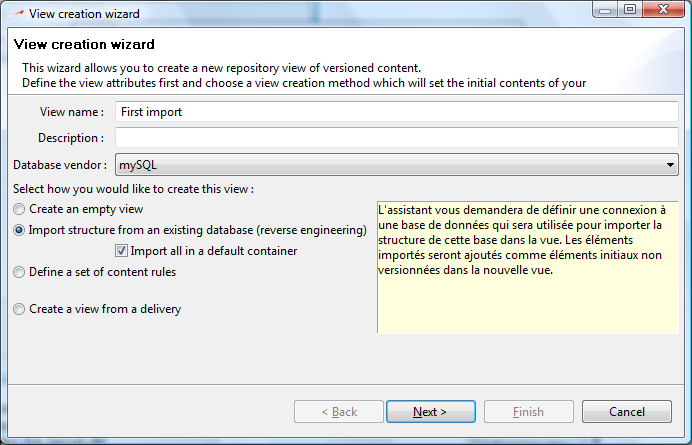 View creation wizard
View creation wizard
This wizard allows you to create a new repository view of versioned content.
Define the view attributes first and choose a view creation method which will set the initial contents of your
View name : First import
Description :
Database vendor : mySQL
Select how you would like to create this view :
Create an empty view
Import structure from an existing database (reverse engineering)
Import all in a default container
Define a set of content rules
Create a view from a delivery
L'assistant vous demandera de définir une connexion à
une base de données qui sera utilisée pour importer la
structure de cette base dans la vue. Les éléments
importés seront ajoutés comme éléments initiaux non
versionnées dans la nouvelle vue.
< Back Next > Finish Cancel